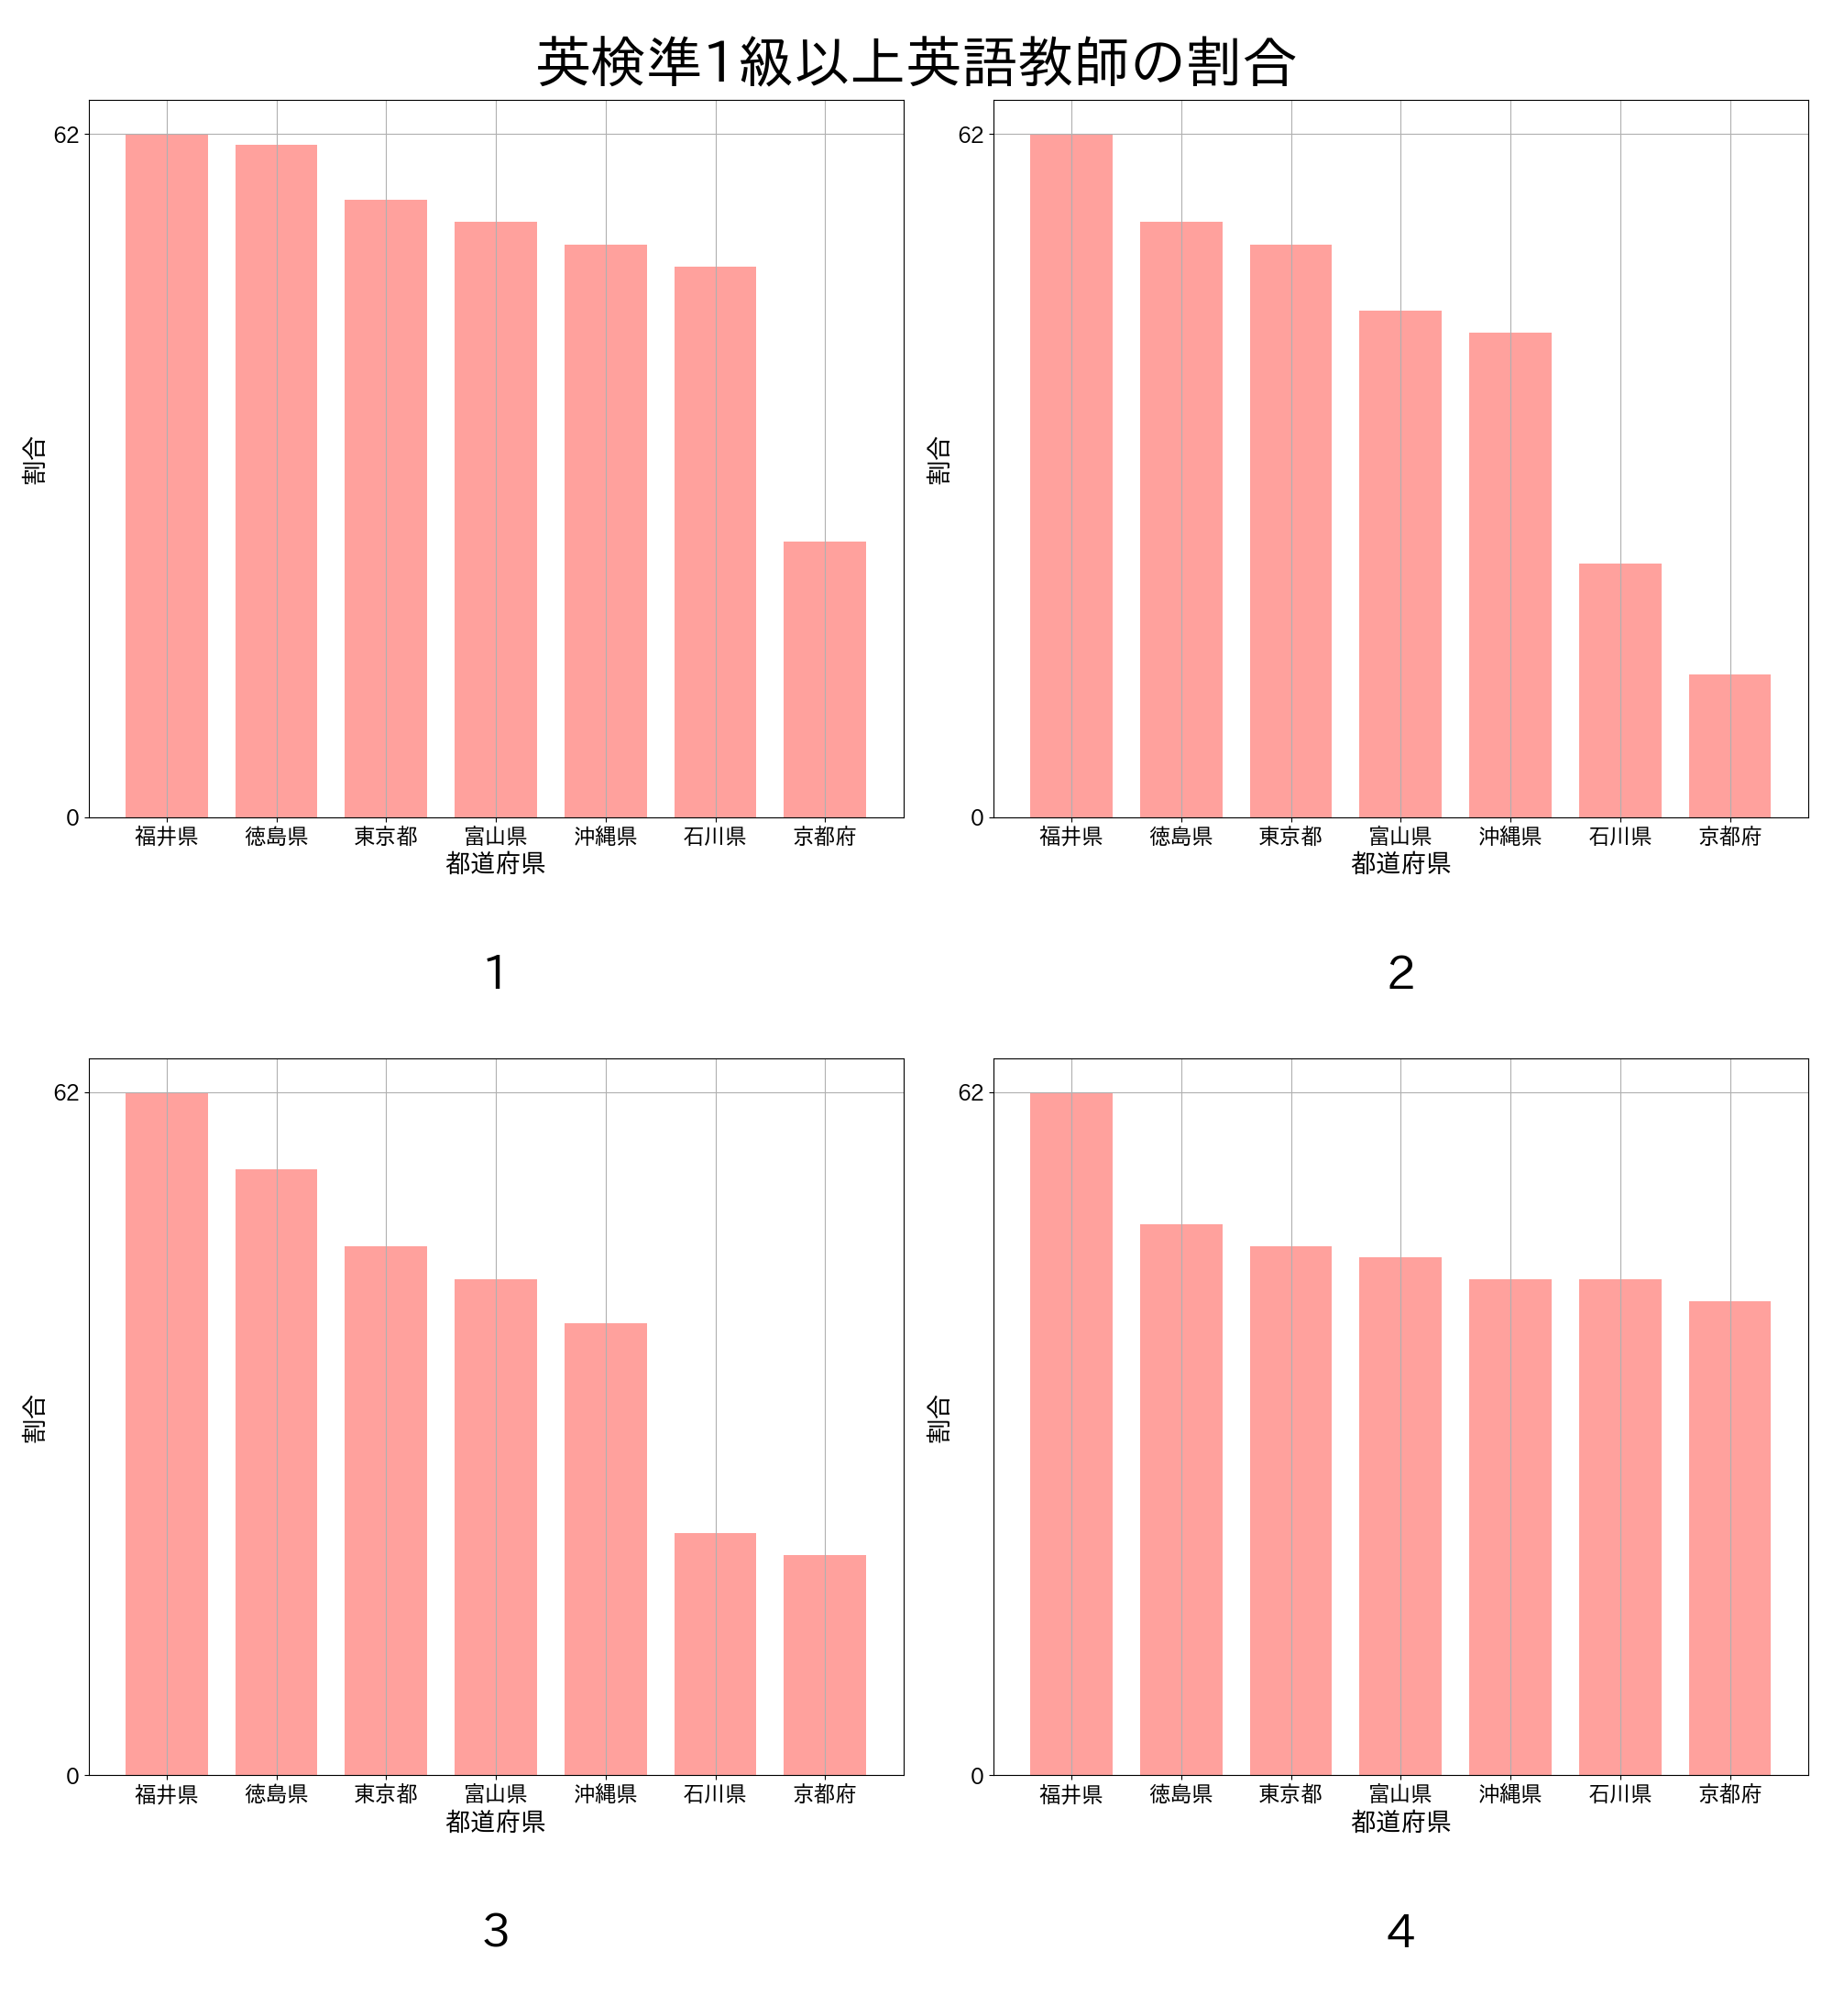 英検準1級以上英語教師の割合
62
0
割合
福井県 徳島県 東京都 富山県 沖縄県 石川県 京都府
都道府県
1
62
0
割合
福井県 徳島県 東京都 富山県 沖縄県 石川県 京都府
都道府県
2
62
0
割合
福井県 徳島県 東京都 富山県 沖縄県 石川県 京都府
都道府県
3
62
0
割合
福井県 徳島県 東京都 富山県 沖縄県 石川県 京都府
都道府県
4